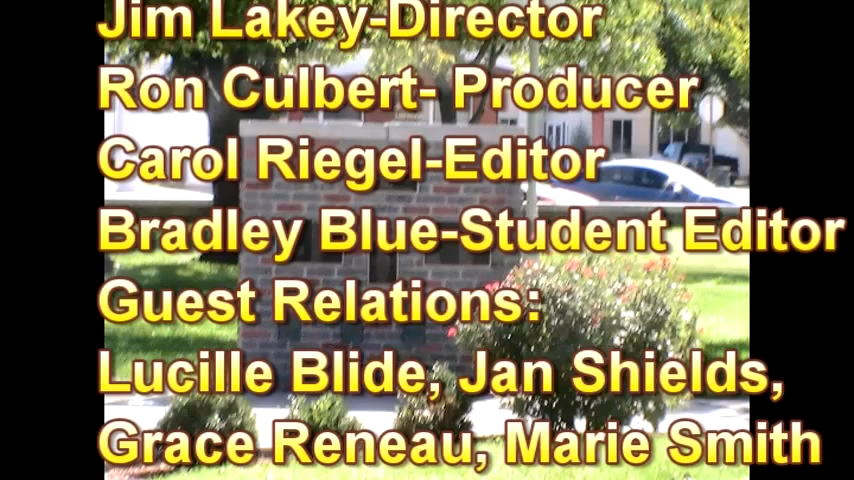 Jim Lakey-Director
Ron Culbert- Producer
Carol Riegel-Editor
Bradley Blue-Student Editor
Guest Relations:
Lucille Blide, Jan Shields,
Grace Reneau, Marie Smith